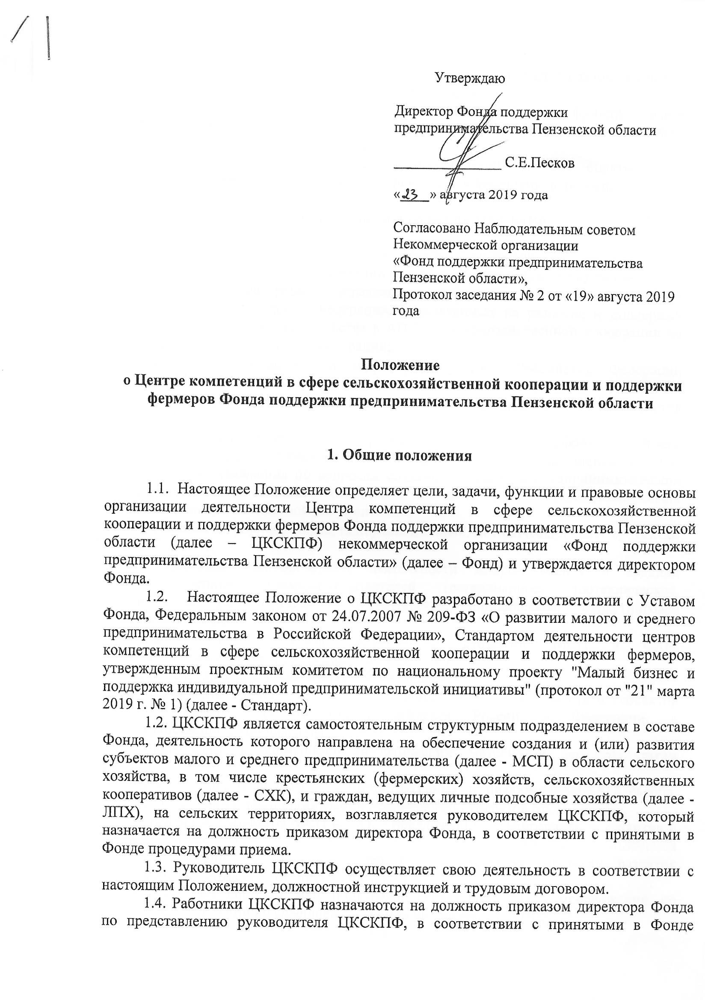 Утверждаю
Директор Фонда поддержки
предпринимательства Пензенской области
_______________ С.Е.Песков
«23» августа 2019 года
Согласовано Наблюдательным советом
Некоммерческой организации
«Фонд поддержки предпринимательства
Пензенской области»,
Протокол заседания № 2 от «19» августа 2019
года
Положение
о Центре компетенций в сфере сельскохозяйственной кооперации и поддержки
фермеров Фонда поддержки предпринимательства Пензенской области
1. Общие положения
1.1. Настоящее Положение определяет цели, задачи, функции и правовые основы
организации деятельности Центра компетенций в сфере сельскохозяйственной
кооперации и поддержки фермеров Фонда поддержки предпринимательства Пензенской
области (далее – ЦКСКПФ) некоммерческой организации «Фонд поддержки
предпринимательства Пензенской области» (далее – Фонд) и утверждается директором
Фонда.
1.2. Настоящее Положение о ЦКСКПФ разработано в соответствии с Уставом
Фонда, Федеральным законом от 24.07.2007 № 209-ФЗ «О развитии малого и среднего
предпринимательства в Российской Федерации», Стандартом деятельности центров
компетенций в сфере сельскохозяйственной кооперации и поддержки фермеров,
утвержденным проектным комитетом по национальному проекту "Малый бизнес и
поддержка индивидуальной предпринимательской инициативы" (протокол от "21" марта
2019 г. № 1) (далее - Стандарт).
1.2. ЦКСКПФ является самостоятельным структурным подразделением в составе
Фонда, деятельность которого направлена на обеспечение создания и (или) развития
субъектов малого и среднего предпринимательства (далее - МСП) в области сельского
хозяйства, в том числе крестьянских (фермерских) хозяйств, сельскохозяйственных
кооперативов (далее - СХК), и граждан, ведущих личные подсобные хозяйства (далее -
ЛПХ), на сельских территориях, возглавляется руководителем ЦКСКПФ, который
назначается на должность приказом директора Фонда, в соответствии с принятыми в
Фонде процедурами приема.
1.3. Руководитель ЦКСКПФ осуществляет свою деятельность в соответствии с
настоящим Положением, должностной инструкцией и трудовым договором.
1.4. Работники ЦКСКПФ назначаются на должность приказом директора Фонда
по представлению руководителя ЦКСКПФ, в соответствии с принятыми в Фонде